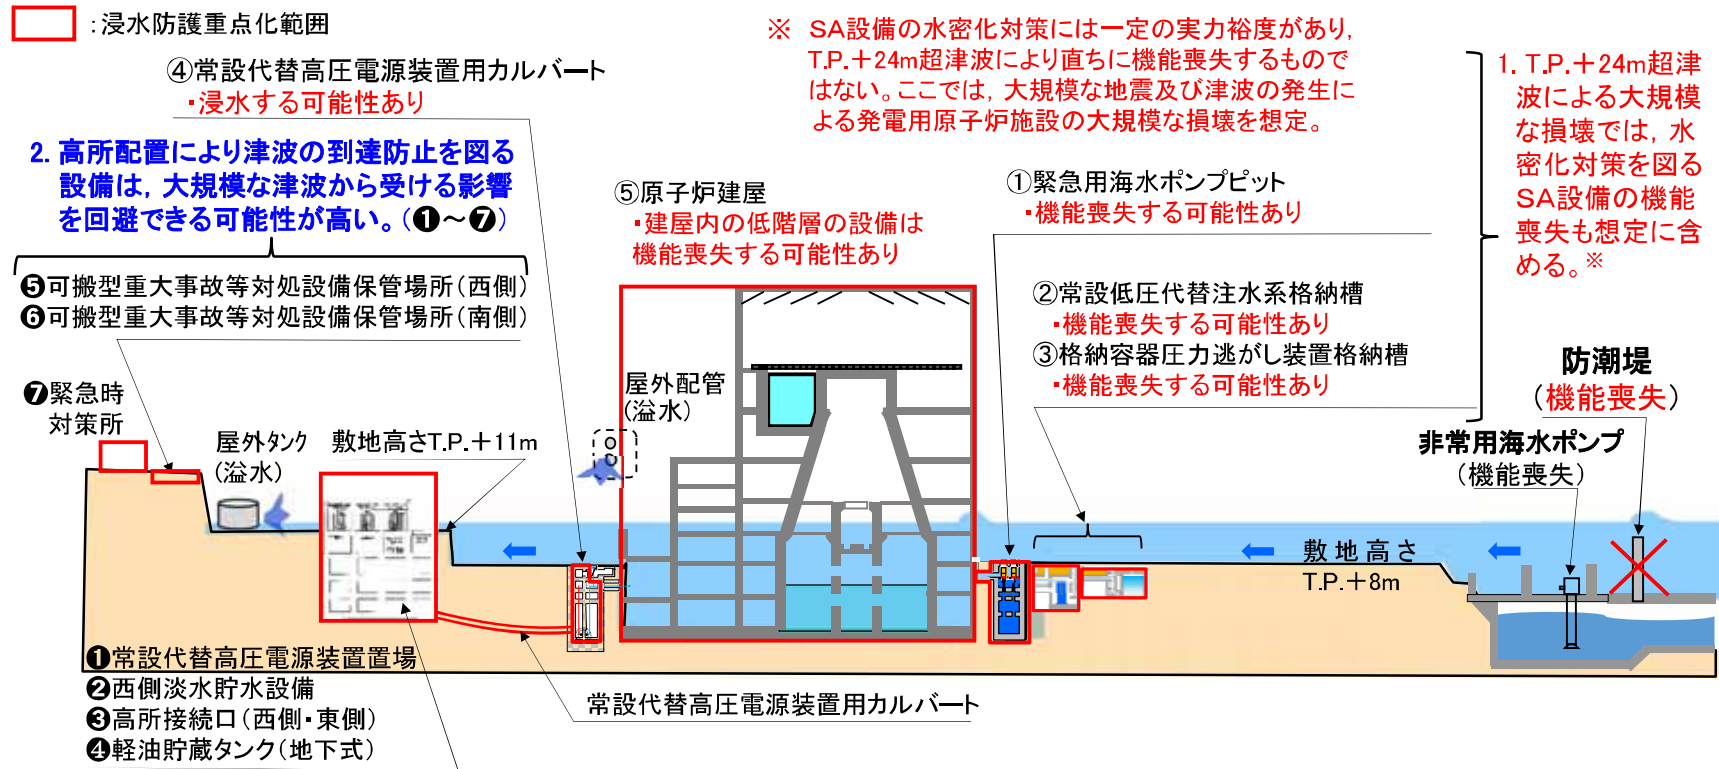 ：浸水防護重点化範囲
※ SA設備の水密化対策には一定の実力裕度があり，
T.P.＋24m超津波により直ちに機能喪失するもので
はない。ここでは，大規模な地震及び津波の発生に
よる発電用原子炉施設の大規模な損壊を想定。
1. T.P.＋24m超津
波による大規模
な損壊では，水
密化対策を図る
SA設備の機能
喪失も想定に含
める。※
④常設代替高圧電源装置用カルバート
・浸水する可能性あり
2. 高所配置により津波の到達防止を図る
設備は，大規模な津波から受ける影響
を回避できる可能性が高い。（❶～❼）
❺可搬型重大事故等対処設備保管場所（西側）
❻可搬型重大事故等対処設備保管場所（南側）
⑤原子炉建屋
・建屋内の低階層の設備は
機能喪失する可能性あり
①緊急用海水ポンプピット
・機能喪失する可能性あり
②常設低圧代替注水系格納槽
・機能喪失する可能性あり
③格納容器圧力逃がし装置格納槽
・機能喪失する可能性あり
防潮堤
（機能喪失）
非常用海水ポンプ
（機能喪失）
❼緊急時
対策所
屋外タンク
（溢水）
敷地高さT.P.＋11m
屋外配管
（溢水）
敷地高さ
T.P.＋8m
❶常設代替高圧電源装置置場
❷西側淡水貯水設備
❸高所接続口（西側・東側）
❹軽油貯蔵タンク（地下式）
常設代替高圧電源装置用カルバート